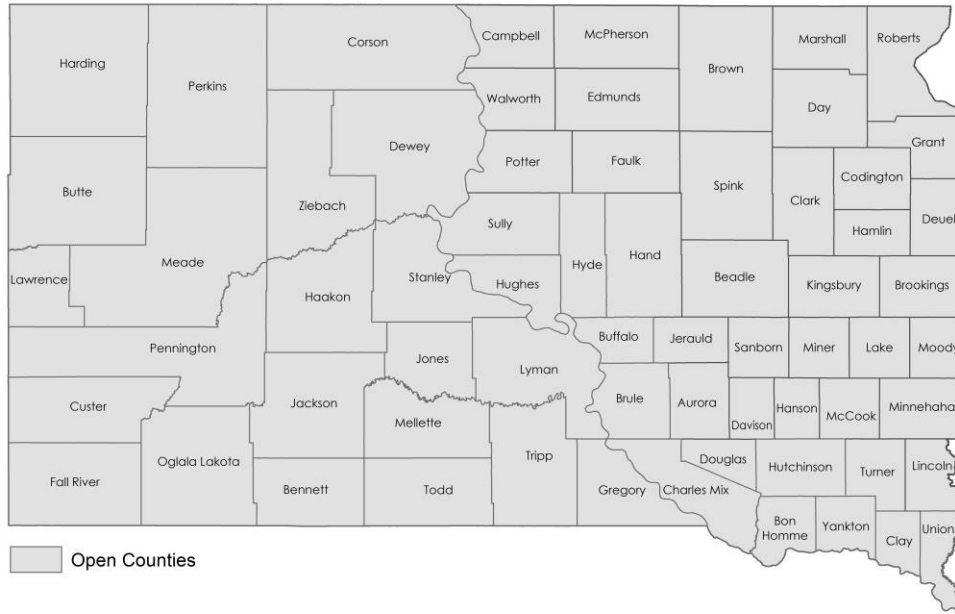 Harding
Perkins
Corson
Campbell
McPherson
Brown
Marshall
Roberts
Walworth
Edmunds
Day
Dewey
Grant
Butte
Ziebach
Potter
Faulk
Spink
Clark
Codington
Hamlin
Deuel
Meade
Sully
Lawrence
Haakon
Stanley
Hughes
Hyde
Hand
Beadle
Kingsbury
Brookings
Pennington
Jones
Lyman
Buffalo
Jerauld
Sanborn
Miner
Lake
Moody
Custer
Jackson
Mellette
Brule
Aurora
Davison
Hanson
McCook
Minnehaha
Fall River
Oglala Lakota
Bennett
Todd
Tripp
Gregory
Charles Mix
Douglas
Hutchinson
Turner
Lincoln
Bon
Homme
Yankton
Clay
Union
Open Counties